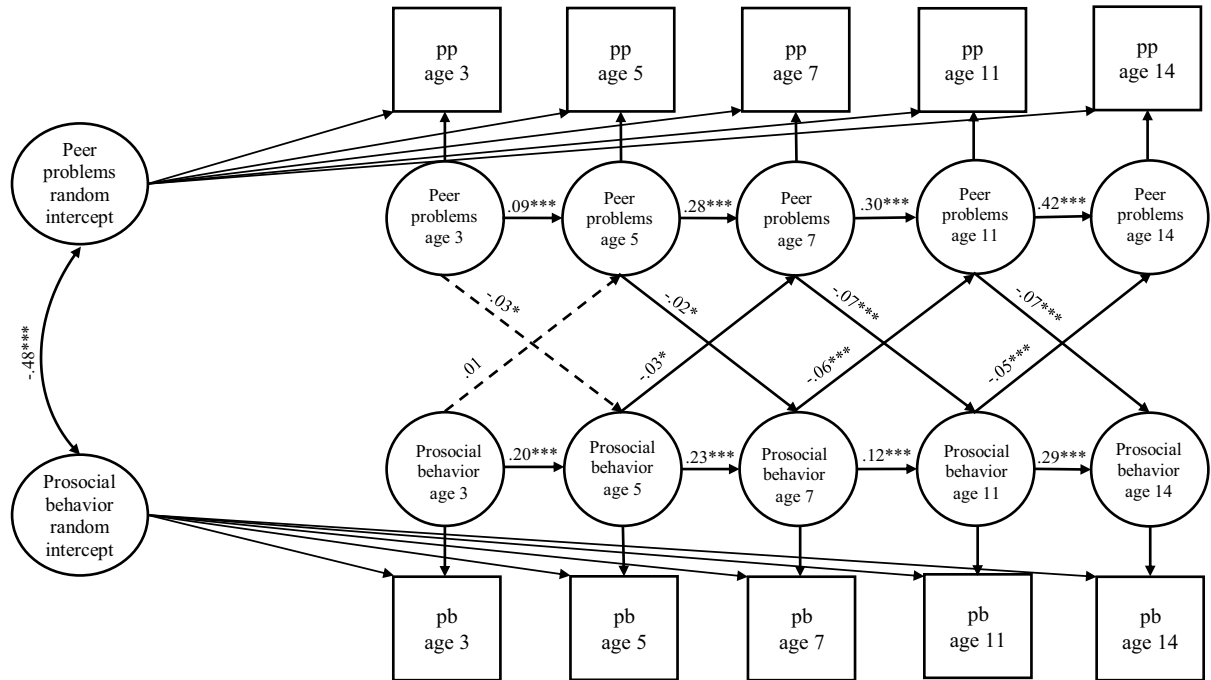 pp
age 3
pp
age 5
pp
age 7
pp
age 11
pp
age 14
Peer
problems
random
intercept
Peer
problems
age 3
.09***
Peer
problems
age 5
.28***
Peer
problems
age 7
.30***
Peer
problems
age 11
.42***
Peer
problems
age 14
-.48***
-.03*
.01
-.02*
-.03*
-.07***
-.06***
-.07***
-.05***
Prosocial
behavior
random
intercept
Prosocial
behavior
age 3
.20***
Prosocial
behavior
age 5
.23***
Prosocial
behavior
age 7
.12***
Prosocial
behavior
age 11
.29***
Prosocial
behavior
age 14
pb
age 3
pb
age 5
pb
age 7
pb
age 11
pb
age 14